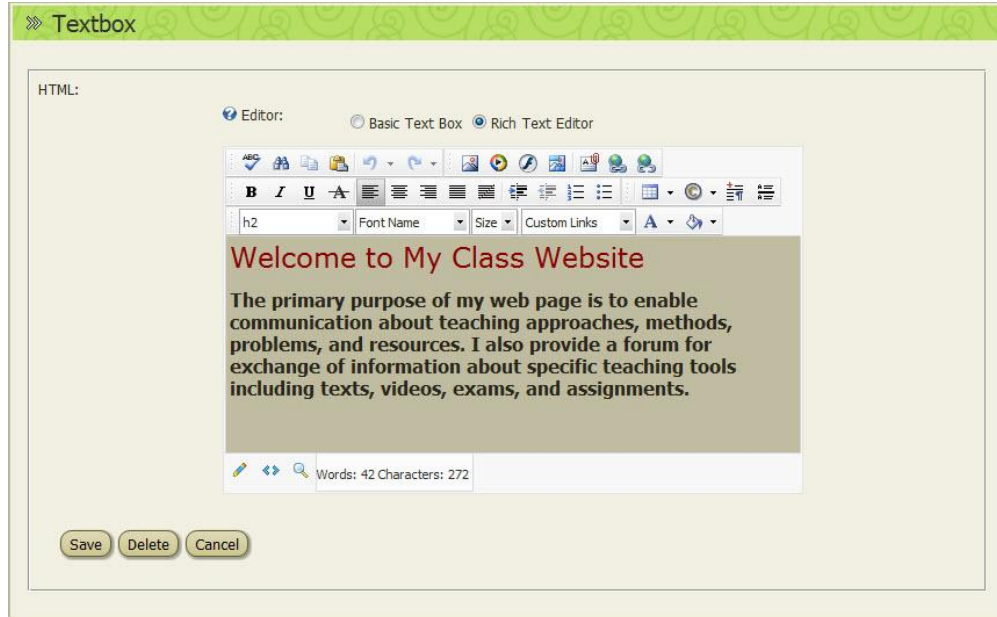 Textbox
HTML:
Editor:
Basic Text Box
Rich Text Editor
ABC
B I U A
h2
Font Name
Size
Custom Links
A
Welcome to My Class Website
The primary purpose of my web page is to enable
communication about teaching approaches, methods,
problems, and resources. I also provide a forum for
exchange of information about specific teaching tools
including texts, videos, exams, and assignments.
Words: 42 Characters: 272
Save
Delete
Cancel